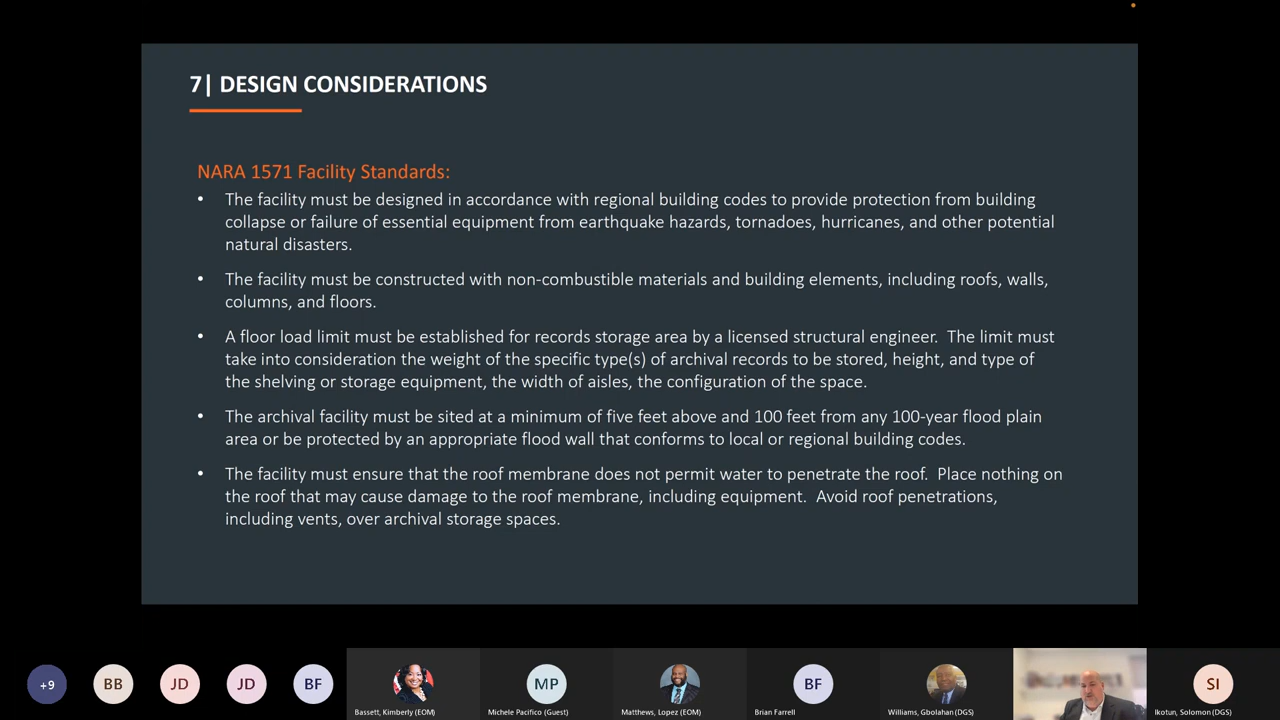 7| DESIGN CONSIDERATIONS
NARA 1571 Facility Standards:
• The facility must be designed in accordance with regional building codes to provide protection from building
collapse or failure of essential equipment from earthquake hazards, tornadoes, hurricanes, and other potential
natural disasters.
• The facility must be constructed with non-combustible materials and building elements, including roofs, walls,
columns, and floors.
• A floor load limit must be established for records storage area by a licensed structural engineer.  The limit must
take into consideration the weight of the specific type(s) of archival records to be stored, height, and type of
the shelving or storage equipment, the width of aisles, the configuration of the space.
• The archival facility must be sited at a minimum of five feet above and 100 feet from any 100-year flood plain
area or be protected by an appropriate flood wall that conforms to local or regional building codes.
• The facility must ensure that the roof membrane does not permit water to penetrate the roof.  Place nothing on
the roof that may cause damage to the roof membrane, including equipment.  Avoid roof penetrations,
including vents, over archival storage spaces.
+9 BB JD JD BF MP BF SI
Bassett, Kimberly (EOM) Michele Pacifico (Guest) Matthews, Lopez (EOM) Brian Farrell Williams, Gbolahan (DGS) Ikotun, Solomon (DGS)